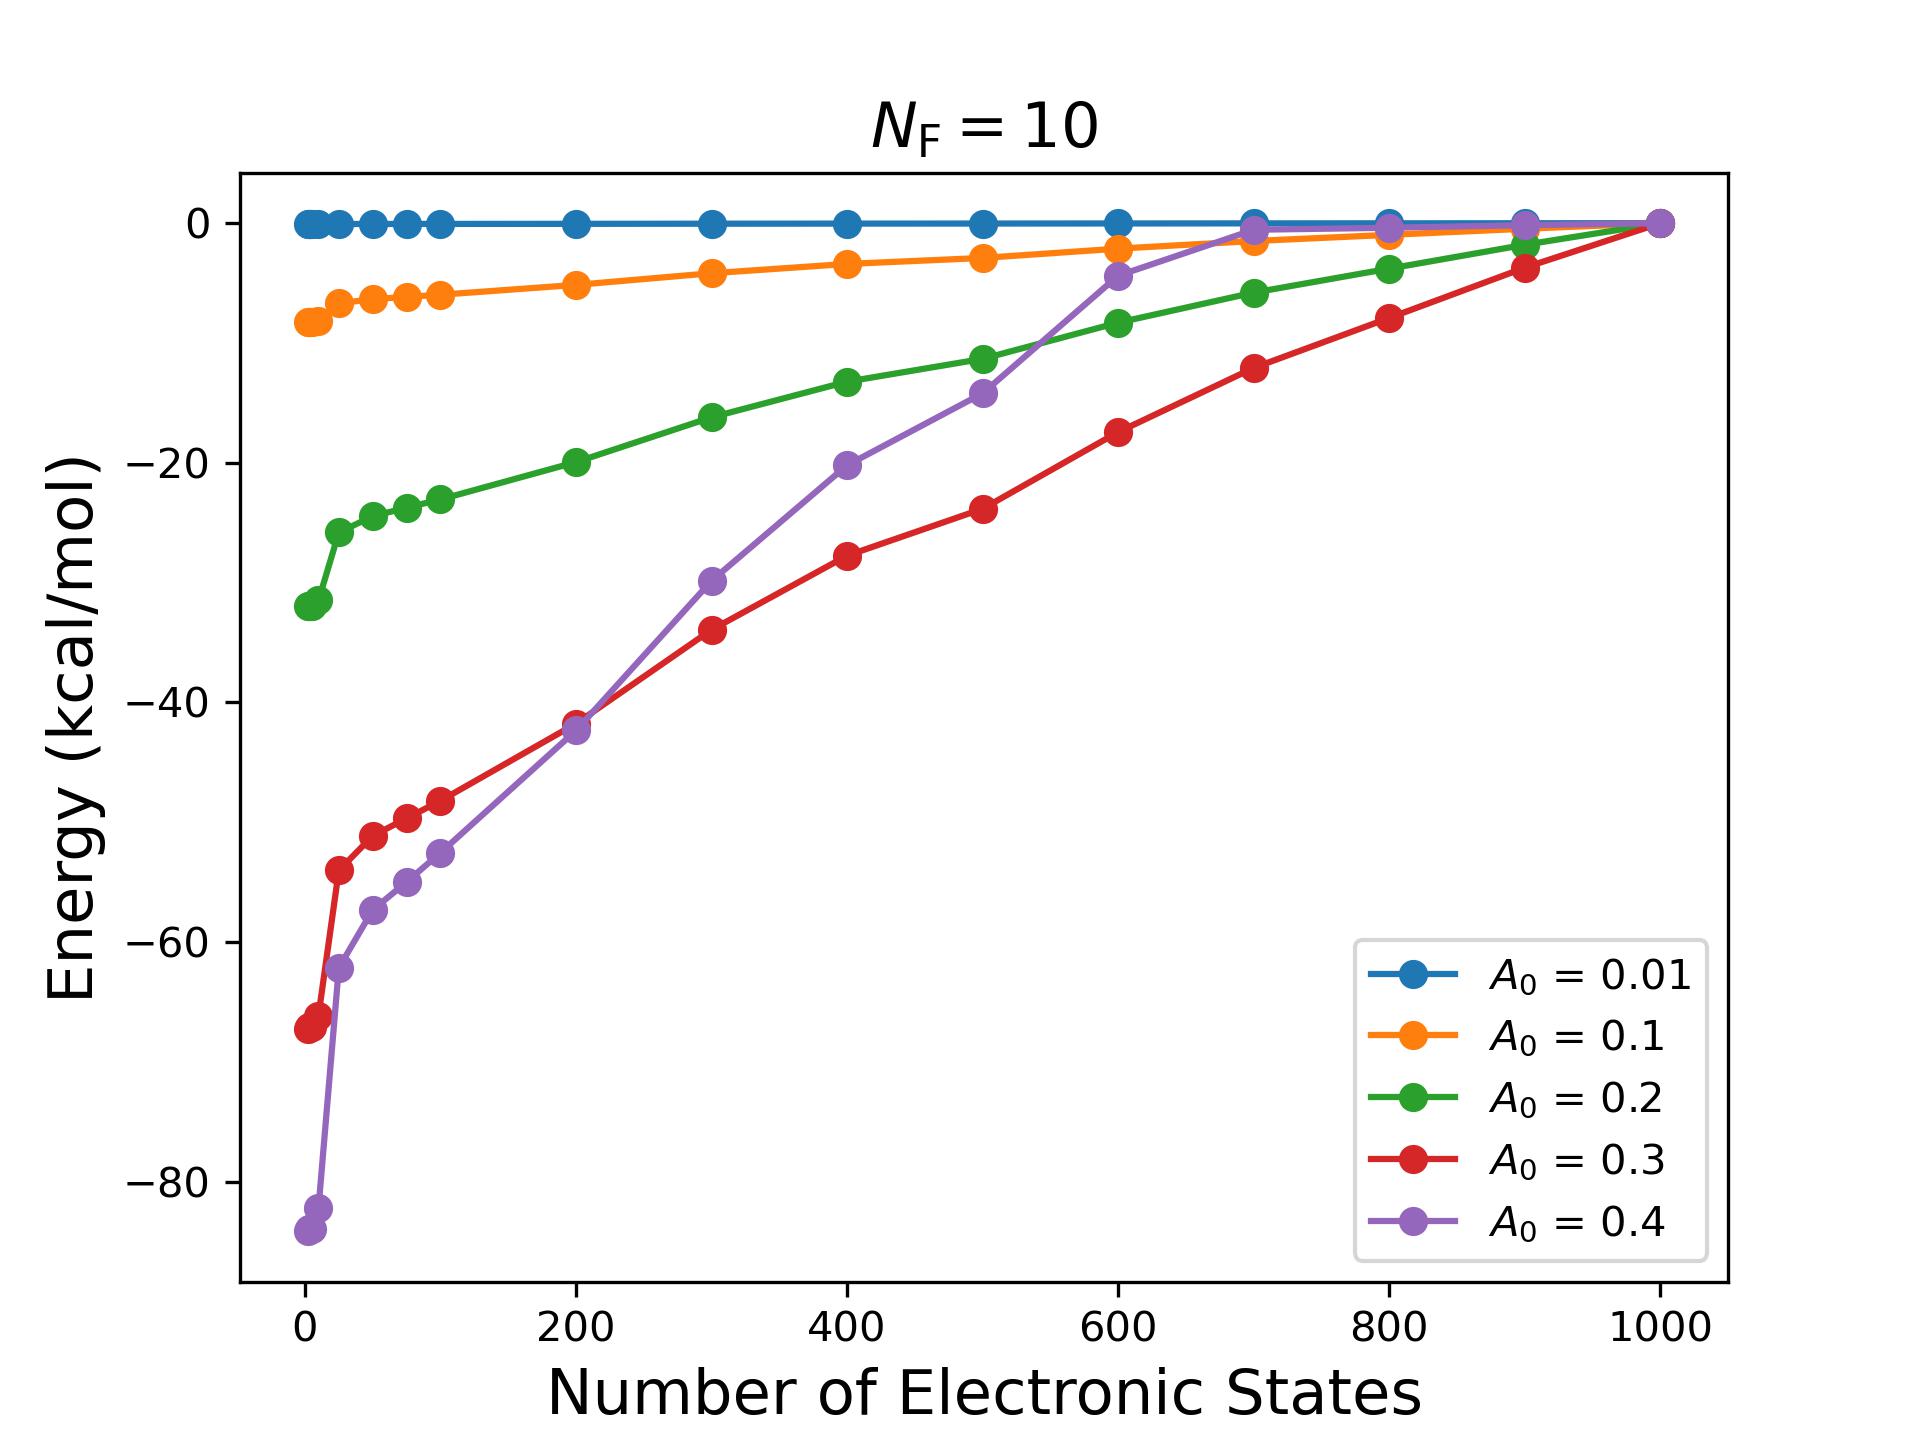 N_F = 10
0
−20
−40
−60
−80
Energy (kcal/mol)
A_0 = 0.01
A_0 = 0.1
A_0 = 0.2
A_0 = 0.3
A_0 = 0.4
0 200 400 600 800 1000
Number of Electronic States